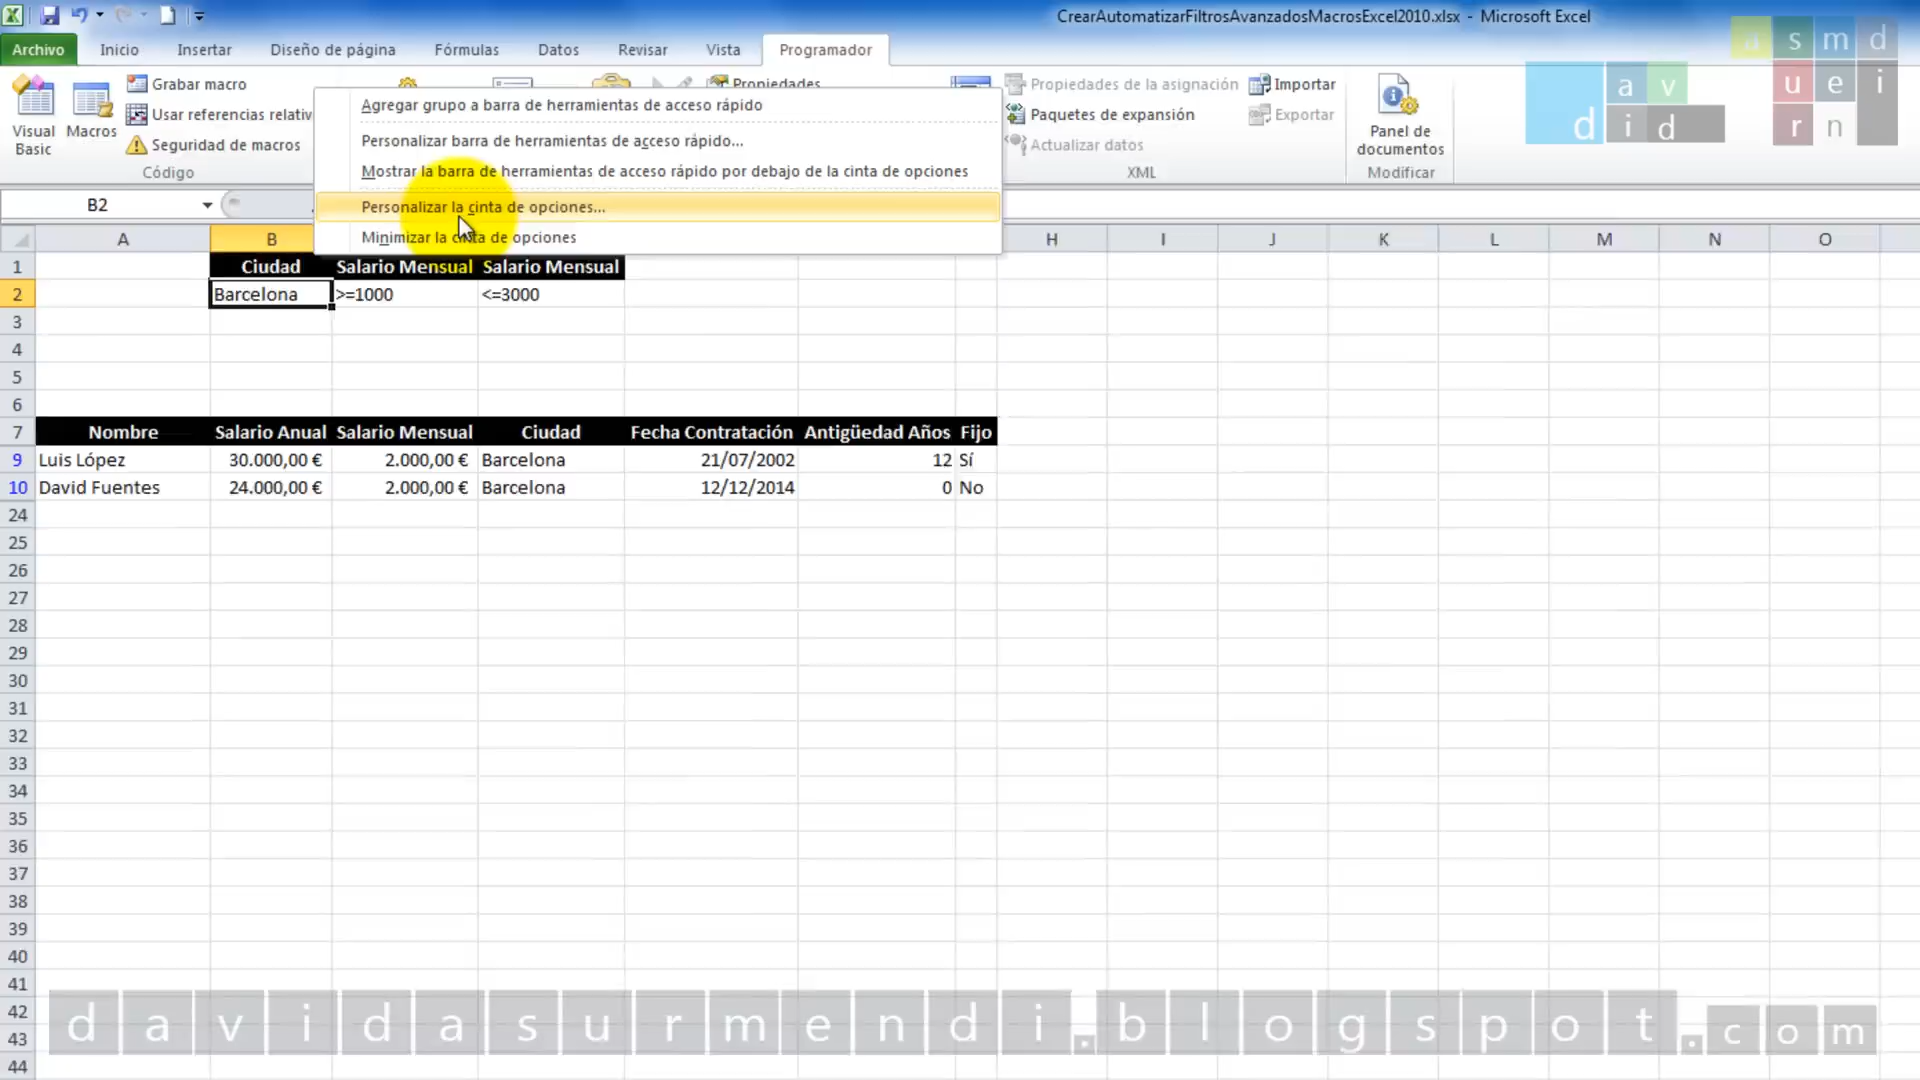 CrearAutomatizarFiltrosAvanzadosMacrosExcel2010.xlsx - Microsoft Excel
Archivo Inicio Insertar Diseño de página Fórmulas Datos Revisar Vista Programador
a s m d
a v u e i
d i d r n
Visual Basic
Macros
Grabar macro
Usar referencias relativ
Seguridad de macros
Código
Propiedades
Agregar grupo a barra de herramientas de acceso rápido
Personalizar barra de herramientas de acceso rápido...
Mostrar la barra de herramientas de acceso rápido por debajo de la cinta de opciones
Personalizar la cinta de opciones...
Minimizar la cinta de opciones
Propiedades de la asignación
Paquetes de expansión
Actualizar datos
Importar
Exportar
XML
Panel de
documentos
Modificar
B2
A B H I J K L M N O
1 Ciudad Salario Mensual Salario Mensual
2 Barcelona >=1000 <=3000
3
4
5
6
7 Nombre Salario Anual Salario Mensual Ciudad Fecha Contratación Antigüedad Años Fijo
9 Luis López 30.000,00 € 2.000,00 € Barcelona 21/07/2002 12 Sí
10 David Fuentes 24.000,00 € 2.000,00 € Barcelona 12/12/2014 0 No
24
25
26
27
28
29
30
31
32
33
34
35
36
37
38
39
40
41
42
43
44
davidasurmendi.blogspot.com